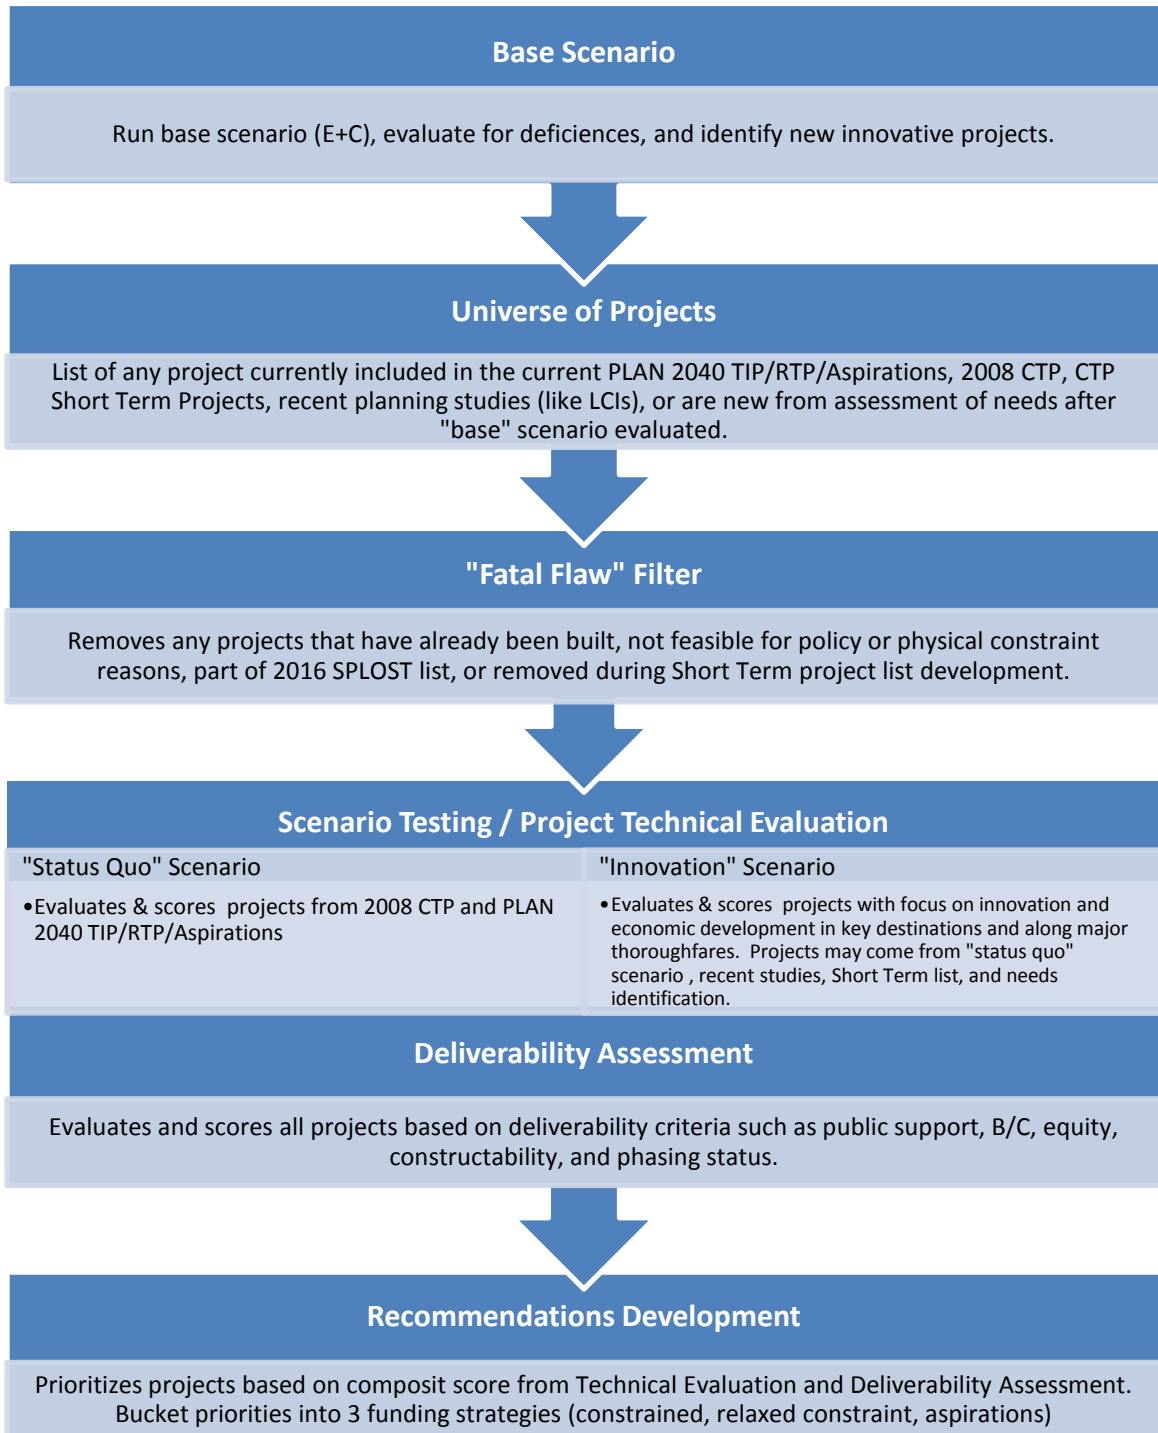 Base Scenario
Run base scenario (E+C), evaluate for deficiences, and identify new innovative projects.
Universe of Projects
List of any project currently included in the current PLAN 2040 TIP/RTP/Aspirations, 2008 CTP, CTP
Short Term Projects, recent planning studies (like LCIs), or are new from assessment of needs after
"base" scenario evaluated.
"Fatal Flaw" Filter
Removes any projects that have already been built, not feasible for policy or physical constraint
reasons, part of 2016 SPLOST list, or removed during Short Term project list development.
Scenario Testing / Project Technical Evaluation
"Status Quo" Scenario
•Evaluates & scores projects from 2008 CTP and PLAN
2040 TIP/RTP/Aspirations
"Innovation" Scenario
•Evaluates & scores projects with focus on innovation and
economic development in key destinations and along major
thoroughfares. Projects may come from "status quo"
scenario , recent studies, Short Term list, and needs
identification.
Deliverability Assessment
Evaluates and scores all projects based on deliverability criteria such as public support, B/C, equity,
constructability, and phasing status.
Recommendations Development
Prioritizes projects based on composit score from Technical Evaluation and Deliverability Assessment.
Bucket priorities into 3 funding strategies (constrained, relaxed constraint, aspirations)